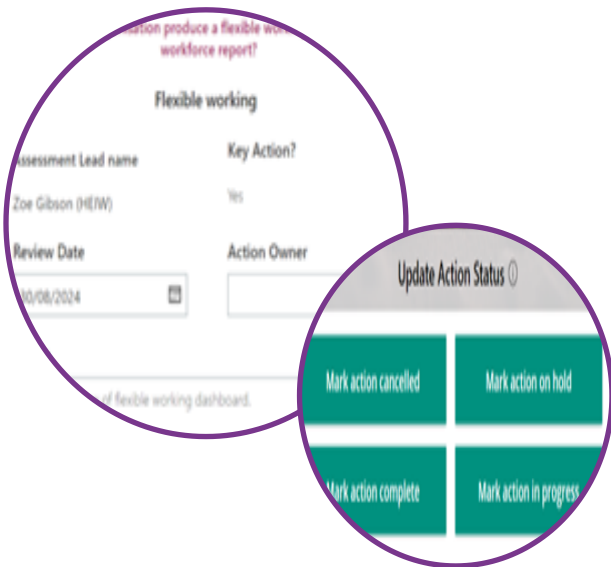 produce a flexible
workforce report?
Flexible working
Assessment Lead name
Key Action?
Zoe Gibson (HEIW)
Yes
Review Date
Action Owner
30/08/2024
of flexible working dashboard.
Update Action Status
Mark action cancelled
Mark action on hold
Mark action complete
Mark action in progress